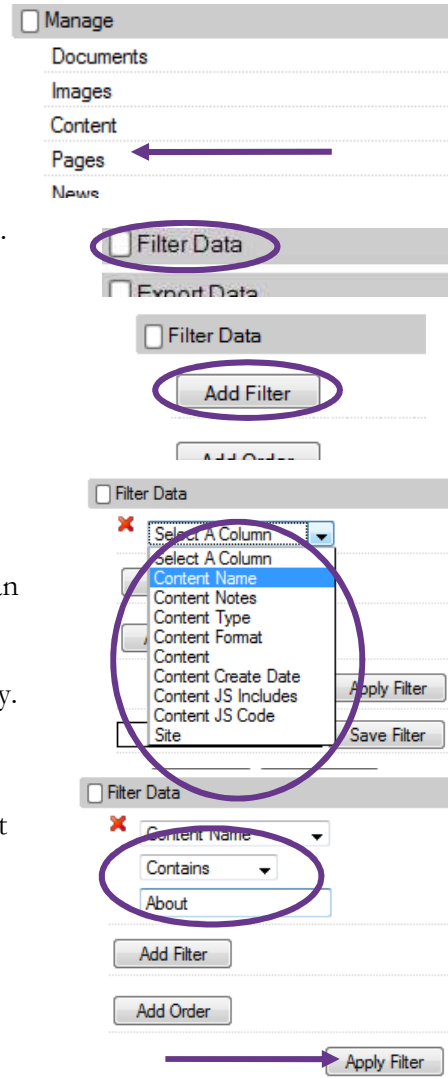 Manage
Documents
Images
Content
Pages
News
.
Filter Data
Export Data
Filter Data
Add Filter
Add Order
Filter Data
Select A Column
Select A Column
Content Name
Content Notes
Content Type
Content Format
Content
Content Create Date
Content JS Includes
Content JS Code
Site
Apply Filter
Save Filter
y.
Filter Data
Content Name
Contains
About
Add Filter
Add Order
Apply Filter